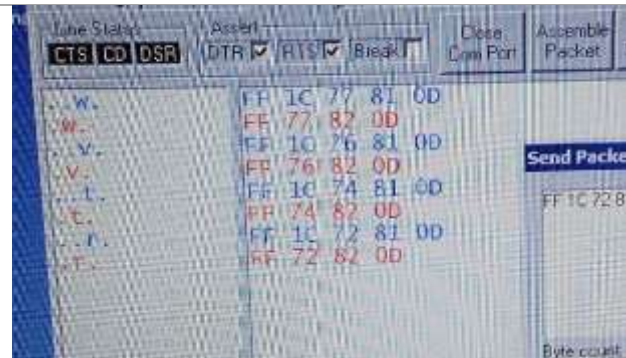 Line Status
Assert
CTS CD DSR DTR RTS Break
Close Com Port
Assemble Packet
..w. FF 1C 77 81 0D
.w. FF 77 82 0D
..v. FF 1C 76 81 0D
.v. FF 76 82 0D
..t. FF 1C 74 81 0D
.t. FF 74 82 0D
..r. FF 1C 72 81 0D
.r. FF 72 82 0D
Send Packe
FF 1C 72 8
Byte count